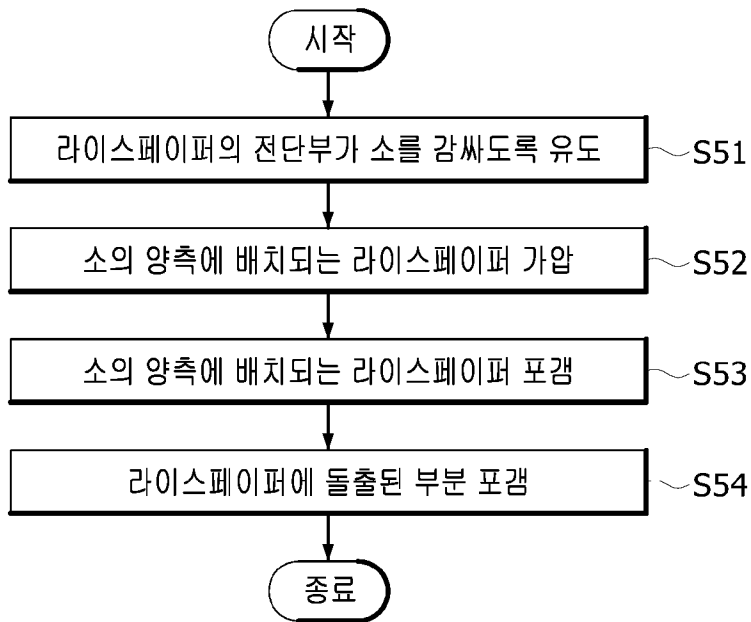 시작
라이스페이퍼의 전단부가 소를 감싸도록 유도 S51
소의 양측에 배치되는 라이스페이퍼 가압 S52
소의 양측에 배치되는 라이스페이퍼 포갬 S53
라이스페이퍼에 돌출된 부분 포갬 S54
종료